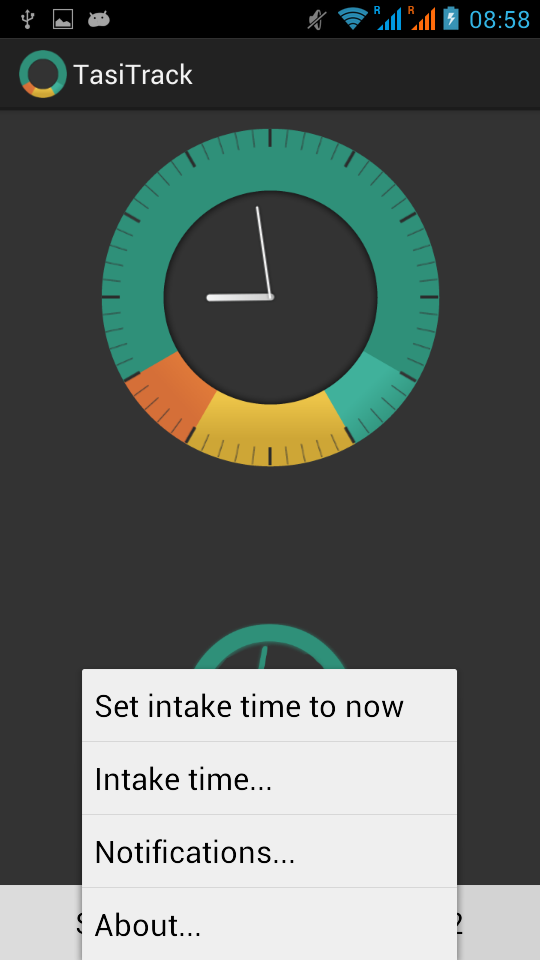 R R 08:58
TasiTrack
Set intake time to now
Intake time...
Notifications...
About...